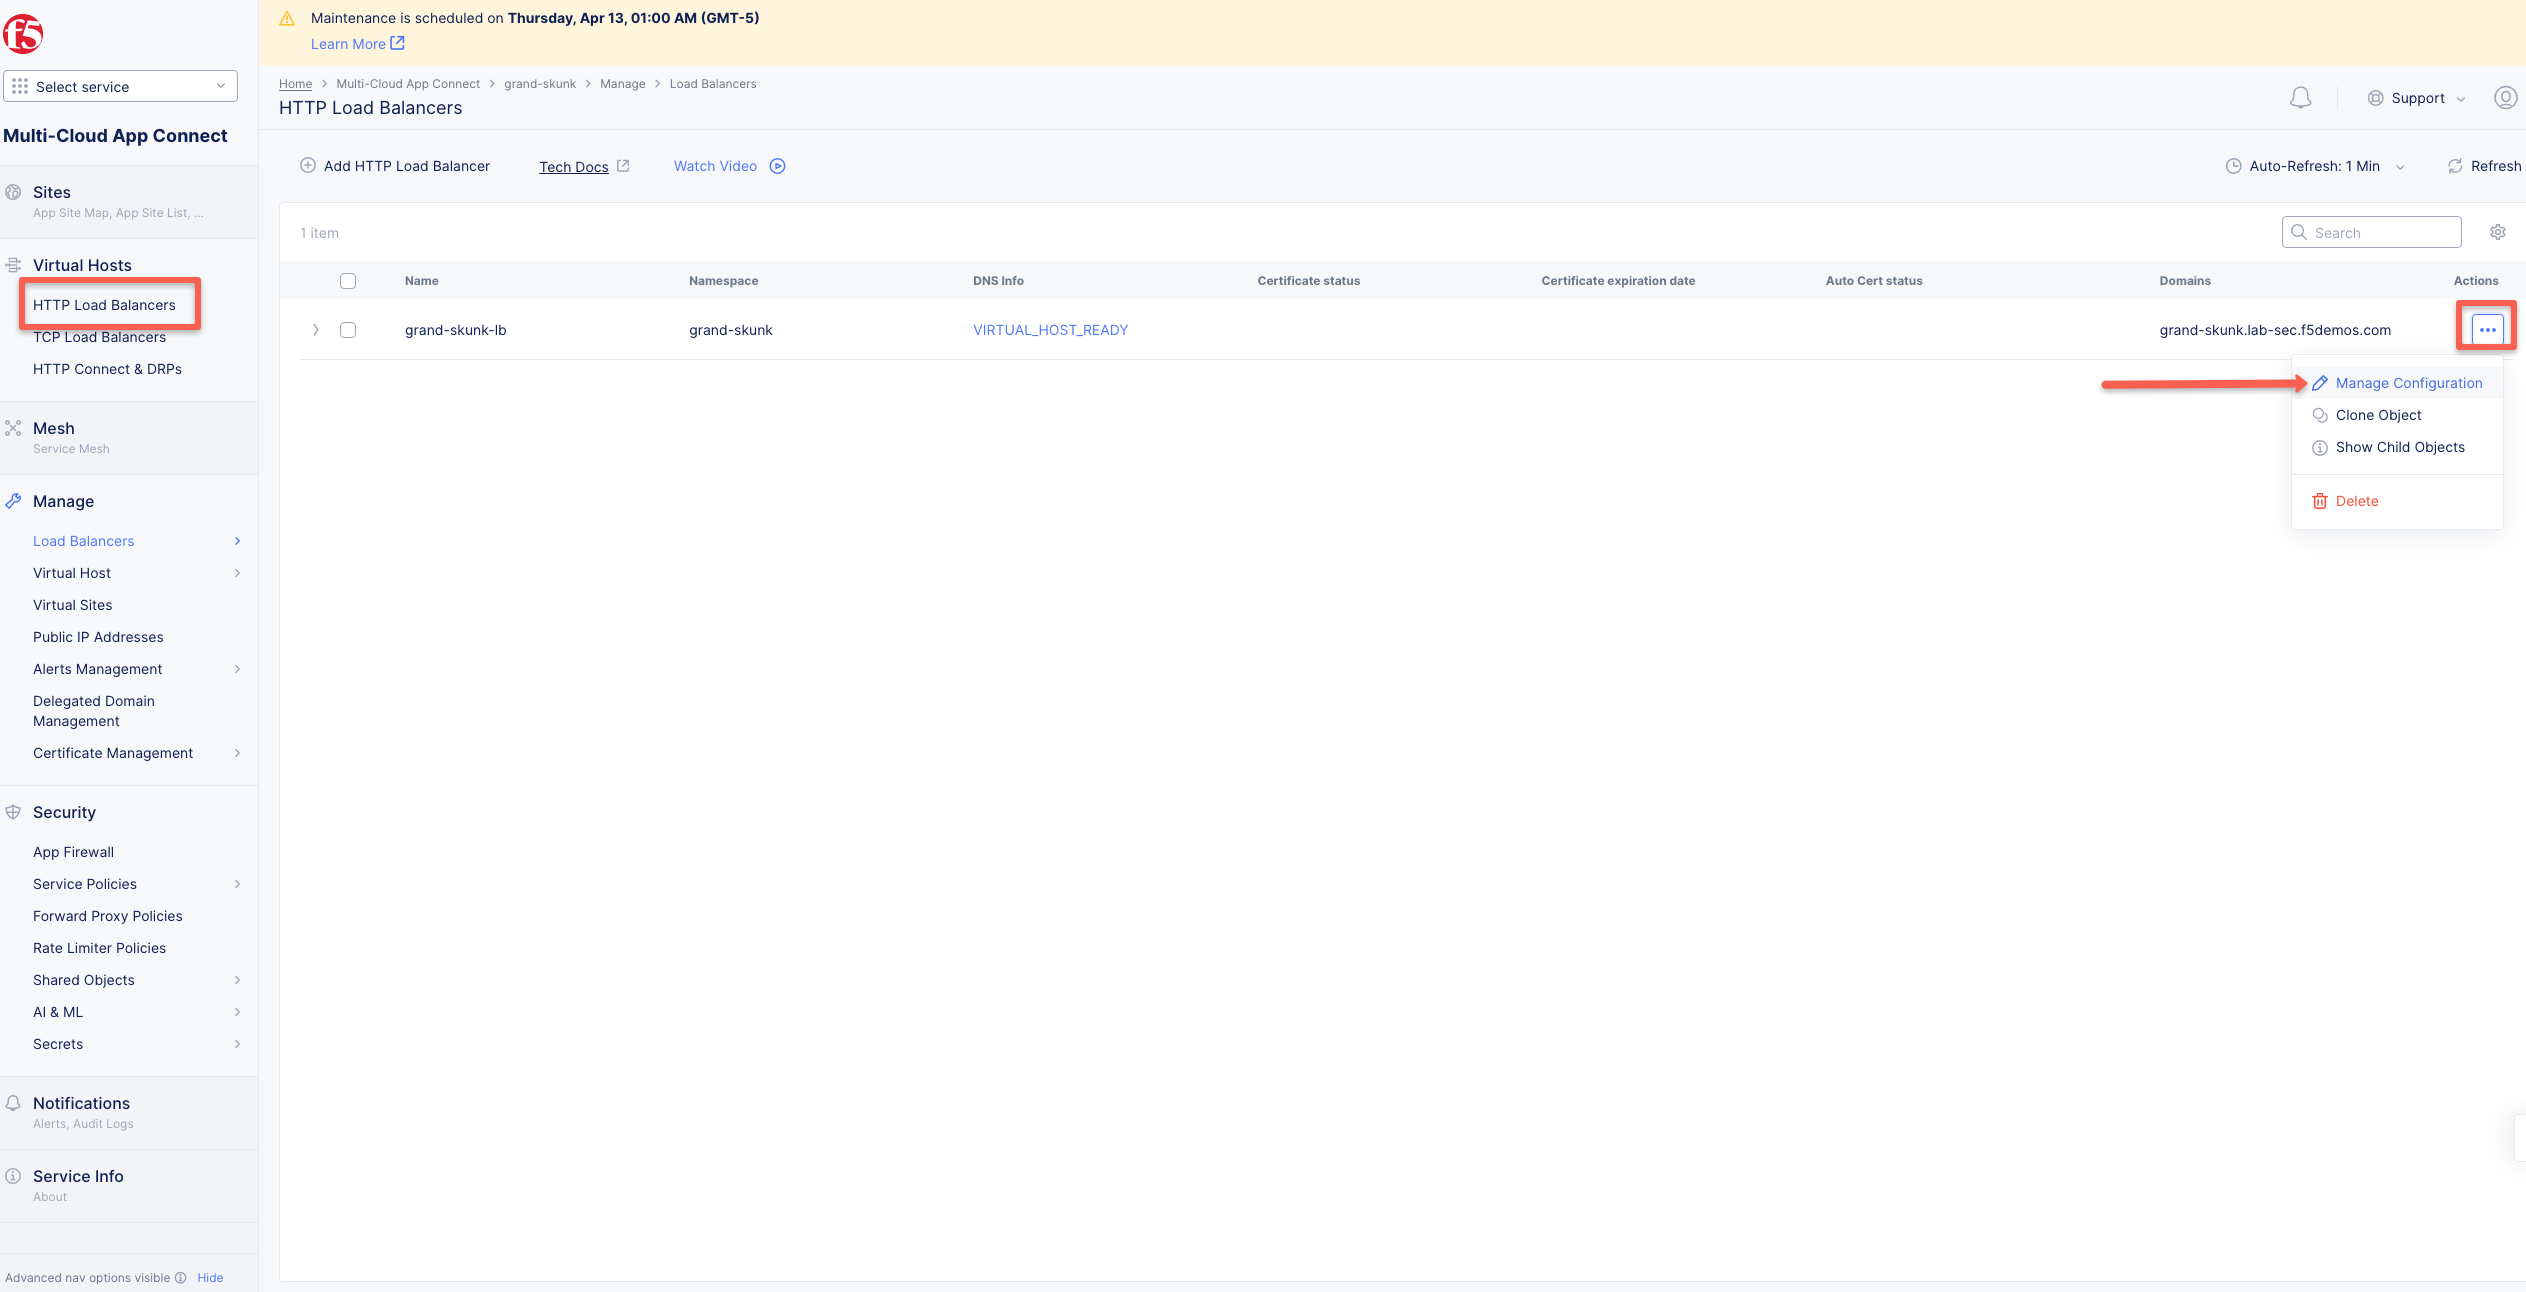 f5
Select service
Multi-Cloud App Connect
Sites
App Site Map, App Site List, ...
Virtual Hosts
HTTP Load Balancers
TCP Load Balancers
HTTP Connect & DRPs
Mesh
Service Mesh
Manage
Load Balancers
Virtual Host
Virtual Sites
Public IP Addresses
Alerts Management
Delegated Domain
Management
Certificate Management
Security
App Firewall
Service Policies
Forward Proxy Policies
Rate Limiter Policies
Shared Objects
AI & ML
Secrets
Notifications
Alerts, Audit Logs
Service Info
About
Advanced nav options visible Hide
Maintenance is scheduled on Thursday, Apr 13, 01:00 AM (GMT-5)
Learn More
Home Multi-Cloud App Connect grand-skunk Manage Load Balancers
HTTP Load Balancers
Support
Add HTTP Load Balancer Tech Docs Watch Video Auto-Refresh: 1 Min Refresh
1 item Search
Name Namespace DNS Info Certificate status Certificate expiration date Auto Cert status Domains Actions
grand-skunk-lb grand-skunk VIRTUAL_HOST_READY grand-skunk.lab-sec.f5demos.com
Manage Configuration
Clone Object
Show Child Objects
Delete